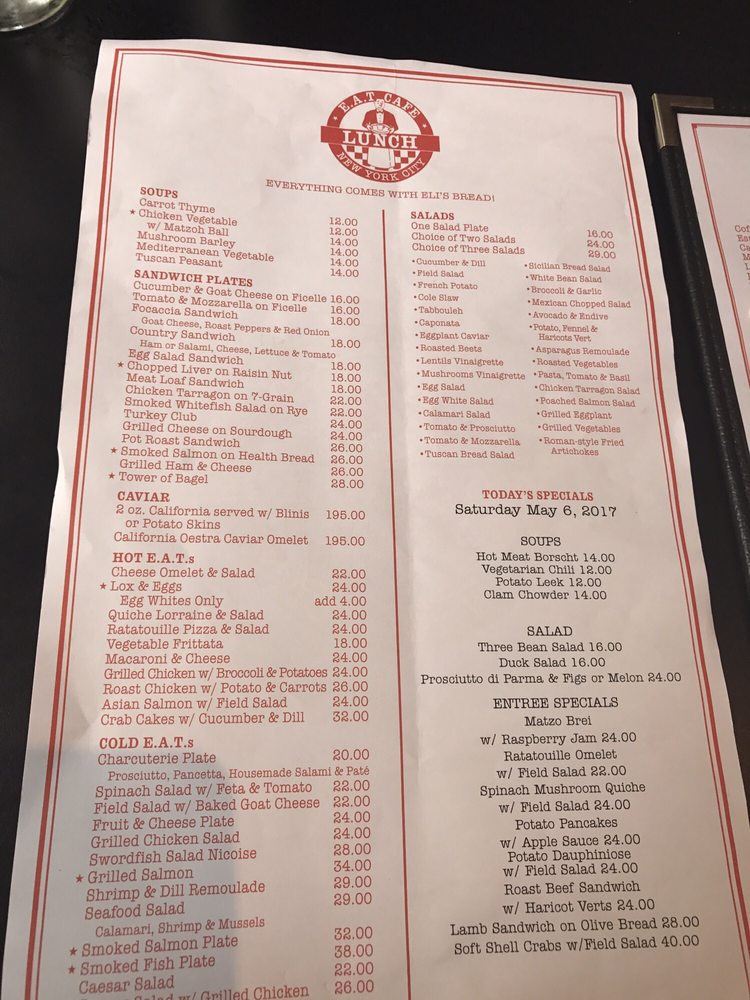 E.A.T. CAFE
LUNCH
NEW YORK CITY
EVERYTHING COMES WITH ELI'S BREAD!
SOUPS
Carrot Thyme 12.00
★ Chicken Vegetable 12.00
w/ Matzoh Ball 14.00
Mushroom Barley 14.00
Mediterranean Vegetable 14.00
Tuscan Peasant
SANDWICH PLATES
Cucumber & Goat Cheese on Ficelle 16.00
Tomato & Mozzarella on Ficelle 16.00
Focaccia Sandwich 18.00
Goat Cheese, Roast Peppers & Red Onion
Country Sandwich 18.00
Ham or Salami, Cheese, Lettuce & Tomato
Egg Salad Sandwich 18.00
★ Chopped Liver on Raisin Nut 18.00
Meat Loaf Sandwich 22.00
Chicken Tarragon on 7-Grain 22.00
Smoked Whitefish Salad on Rye 24.00
Turkey Club 24.00
Grilled Cheese on Sourdough
Pot Roast Sandwich 26.00
★ Smoked Salmon on Health Bread 26.00
Grilled Ham & Cheese 26.00
★ Tower of Bagel 28.00
CAVIAR
2 oz. California served w/ Blinis 195.00
or Potato Skins
California Oestra Caviar Omelet 195.00
HOT E.A.T.s
Cheese Omelet & Salad 22.00
★ Lox & Eggs 24.00
Egg Whites Only add 4.00
Quiche Lorraine & Salad 24.00
Ratatouille Pizza & Salad 24.00
Vegetable Frittata 18.00
Macaroni & Cheese 24.00
Grilled Chicken w/ Broccoli & Potatoes 24.00
Roast Chicken w/ Potato & Carrots 26.00
Asian Salmon w/ Field Salad 24.00
Crab Cakes w/ Cucumber & Dill 32.00
COLD E.A.T.s
Charcuterie Plate 20.00
Prosciutto, Pancetta, Housemade Salami & Paté
Spinach Salad w/ Feta & Tomato 22.00
Field Salad w/ Baked Goat Cheese 22.00
Fruit & Cheese Plate 24.00
Grilled Chicken Salad 24.00
Swordfish Salad Nicoise 28.00
★ Grilled Salmon 34.00
Shrimp & Dill Remoulade 29.00
Seafood Salad 29.00
Calamari, Shrimp & Mussels
★ Smoked Salmon Plate 32.00
★ Smoked Fish Plate 38.00
Caesar Salad 22.00
Salad w/ Grilled Chicken 26.00
SALADS
One Salad Plate 16.00
Choice of Two Salads 24.00
Choice of Three Salads 29.00
• Cucumber & Dill
• Field Salad
• French Potato
• Cole Slaw
• Tabbouleh
• Caponata
• Eggplant Caviar
• Roasted Beets
• Lentils Vinaigrette
• Mushrooms Vinaigrette
• Egg Salad
• Egg White Salad
• Calamari Salad
• Tomato & Prosciutto
• Tomato & Mozzarella
• Tuscan Bread Salad
• Sicilian Bread Salad
• White Bean Salad
• Broccoli & Garlic
• Mexican Chopped Salad
• Avocado & Endive
• Potato, Fennel &
Haricots Vert
• Asparagus Remoulade
• Roasted Vegetables
• Pasta, Tomato & Basil
• Chicken Tarragon Salad
• Poached Salmon Salad
• Grilled Eggplant
• Grilled Vegetables
• Roman-style Fried
Artichokes
TODAY'S SPECIALS
Saturday May 6, 2017
SOUPS
Hot Meat Borscht 14.00
Vegetarian Chili 12.00
Potato Leek 12.00
Clam Chowder 14.00
SALAD
Three Bean Salad 16.00
Duck Salad 16.00
Prosciutto di Parma & Figs or Melon 24.00
ENTREE SPECIALS
Matzo Brei
w/ Raspberry Jam 24.00
Ratatouille Omelet
w/ Field Salad 22.00
Spinach Mushroom Quiche
w/ Field Salad 24.00
Potato Pancakes
w/ Apple Sauce 24.00
Potato Dauphiniose
w/ Field Salad 24.00
Roast Beef Sandwich
w/ Haricot Verts 24.00
Lamb Sandwich on Olive Bread 28.00
Soft Shell Crabs w/Field Salad 40.00